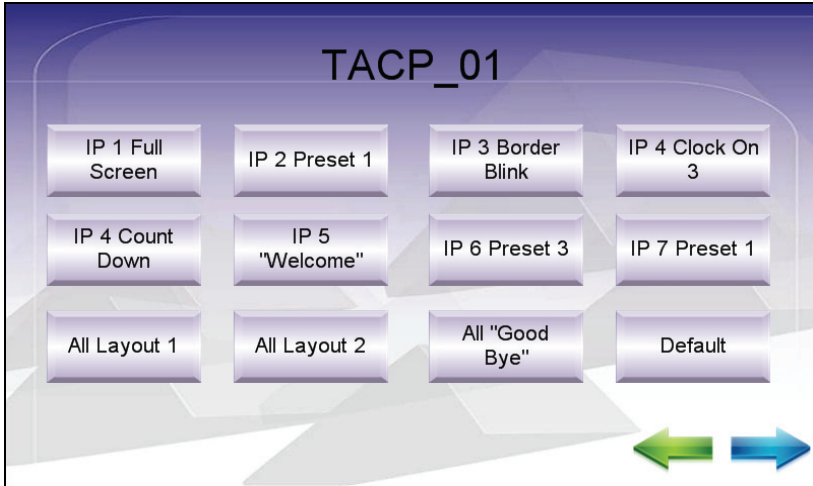 TACP_01
IP 1 Full
Screen
IP 2 Preset 1
IP 3 Border
Blink
IP 4 Clock On
3
IP 4 Count
Down
IP 5
"Welcome"
IP 6 Preset 3
IP 7 Preset 1
All Layout 1
All Layout 2
All "Good
Bye"
Default